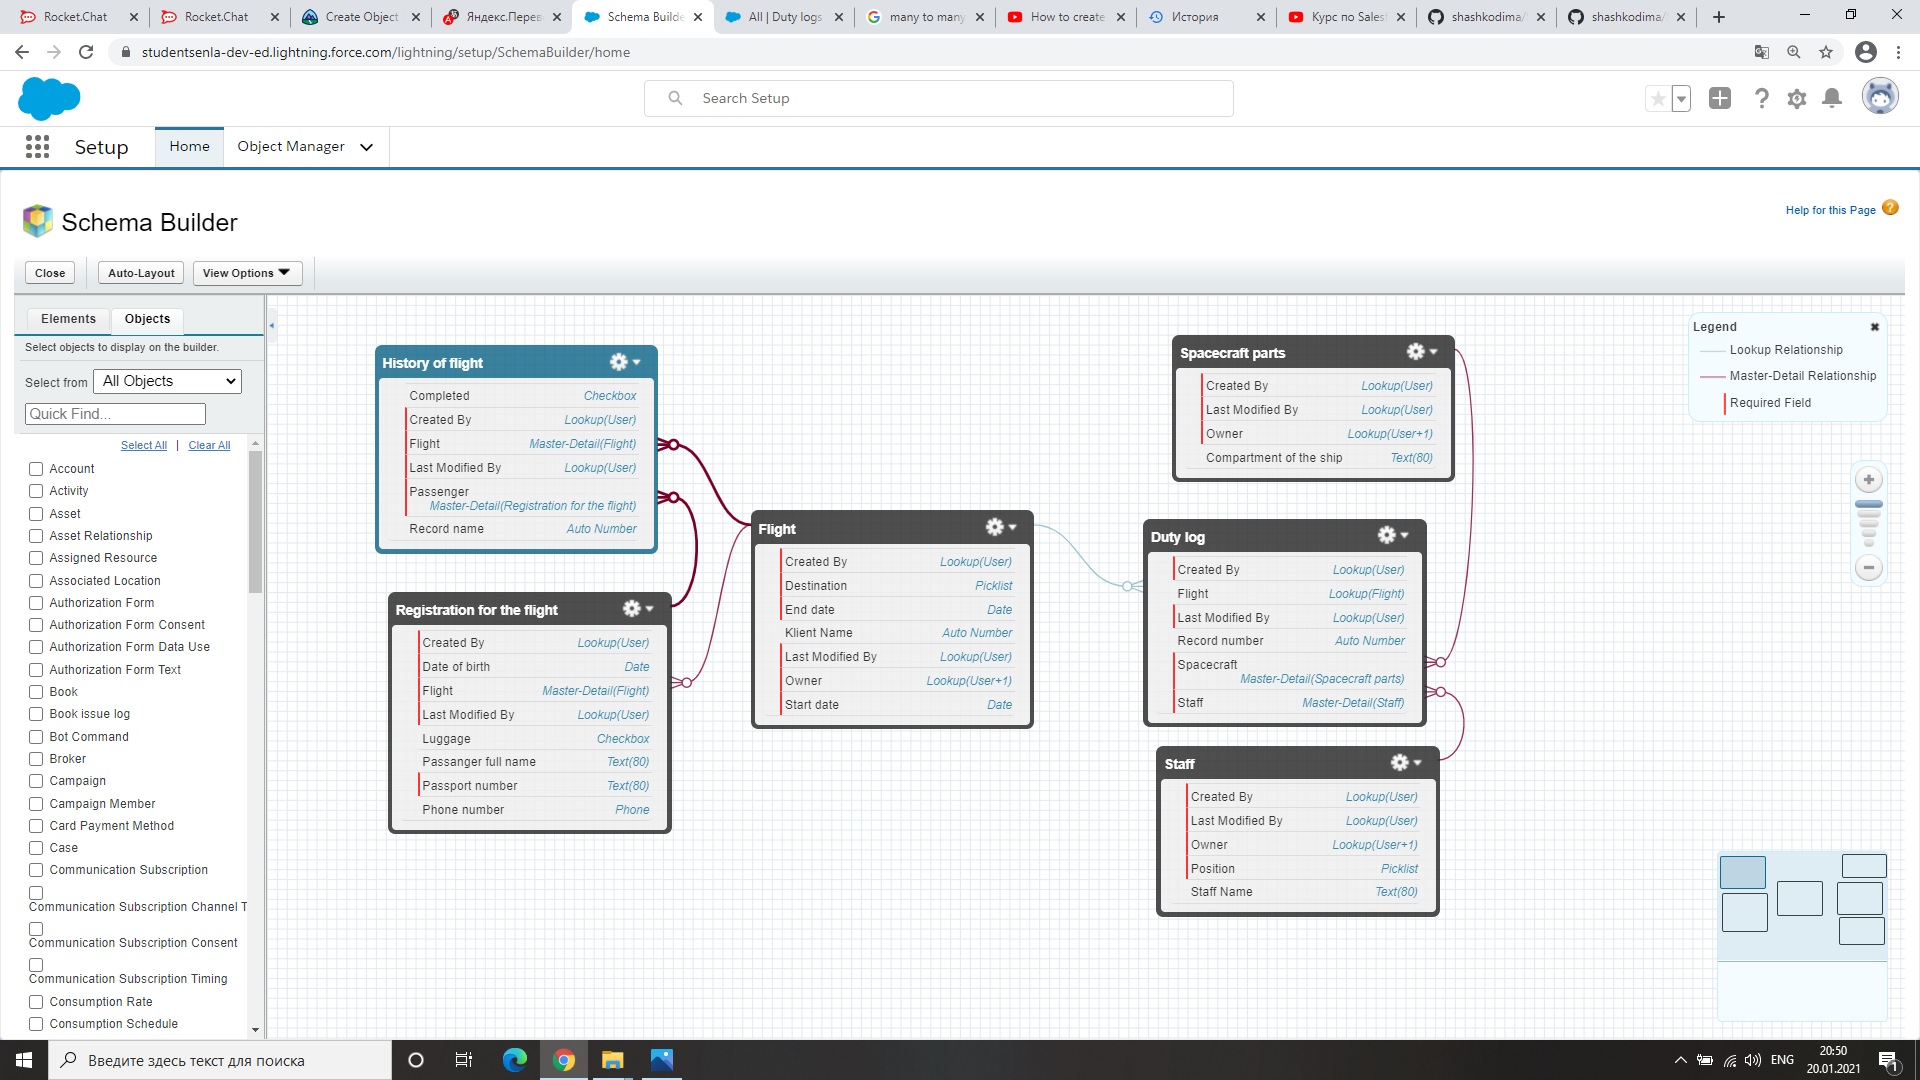 Rocket.Chat
Rocket.Chat
Create Object
Яндекс.Перев
Schema Builde
All | Duty logs
many to many
How to create
История
Курс по Sales
shashkodima/
shashkodima/
studentsenla-dev-ed.lightning.force.com/lightning/setup/SchemaBuilder/home
Search Setup
Setup
Home
Object Manager
Schema Builder
Help for this Page
Close
Auto-Layout
View Options
Elements
Objects
Select objects to display on the builder.
Select from All Objects
Quick Find...
Select All | Clear All
Account
Activity
Asset
Asset Relationship
Assigned Resource
Associated Location
Authorization Form
Authorization Form Consent
Authorization Form Data Use
Authorization Form Text
Book
Book issue log
Bot Command
Broker
Campaign
Campaign Member
Card Payment Method
Case
Communication Subscription
Communication Subscription Channel T
Communication Subscription Consent
Communication Subscription Timing
Consumption Rate
Consumption Schedule
History of flight
Completed Checkbox
Created By Lookup(User)
Flight Master-Detail(Flight)
Last Modified By Lookup(User)
Passenger
Master-Detail(Registration for the flight)
Record name Auto Number
Registration for the flight
Created By Lookup(User)
Date of birth Date
Flight Master-Detail(Flight)
Last Modified By Lookup(User)
Luggage Checkbox
Passanger full name Text(80)
Passport number Text(80)
Phone number Phone
Flight
Created By Lookup(User)
Destination Picklist
End date Date
Klient Name Auto Number
Last Modified By Lookup(User)
Owner Lookup(User+1)
Start date Date
Spacecraft parts
Created By Lookup(User)
Last Modified By Lookup(User)
Owner Lookup(User+1)
Compartment of the ship Text(80)
Duty log
Created By Lookup(User)
Flight Lookup(Flight)
Last Modified By Lookup(User)
Record number Auto Number
Spacecraft
Master-Detail(Spacecraft parts)
Staff Master-Detail(Staff)
Staff
Created By Lookup(User)
Last Modified By Lookup(User)
Owner Lookup(User+1)
Position Picklist
Staff Name Text(80)
Legend
Lookup Relationship
Master-Detail Relationship
Required Field
Введите здесь текст для поиска
ENG
20:50
20.01.2021
1